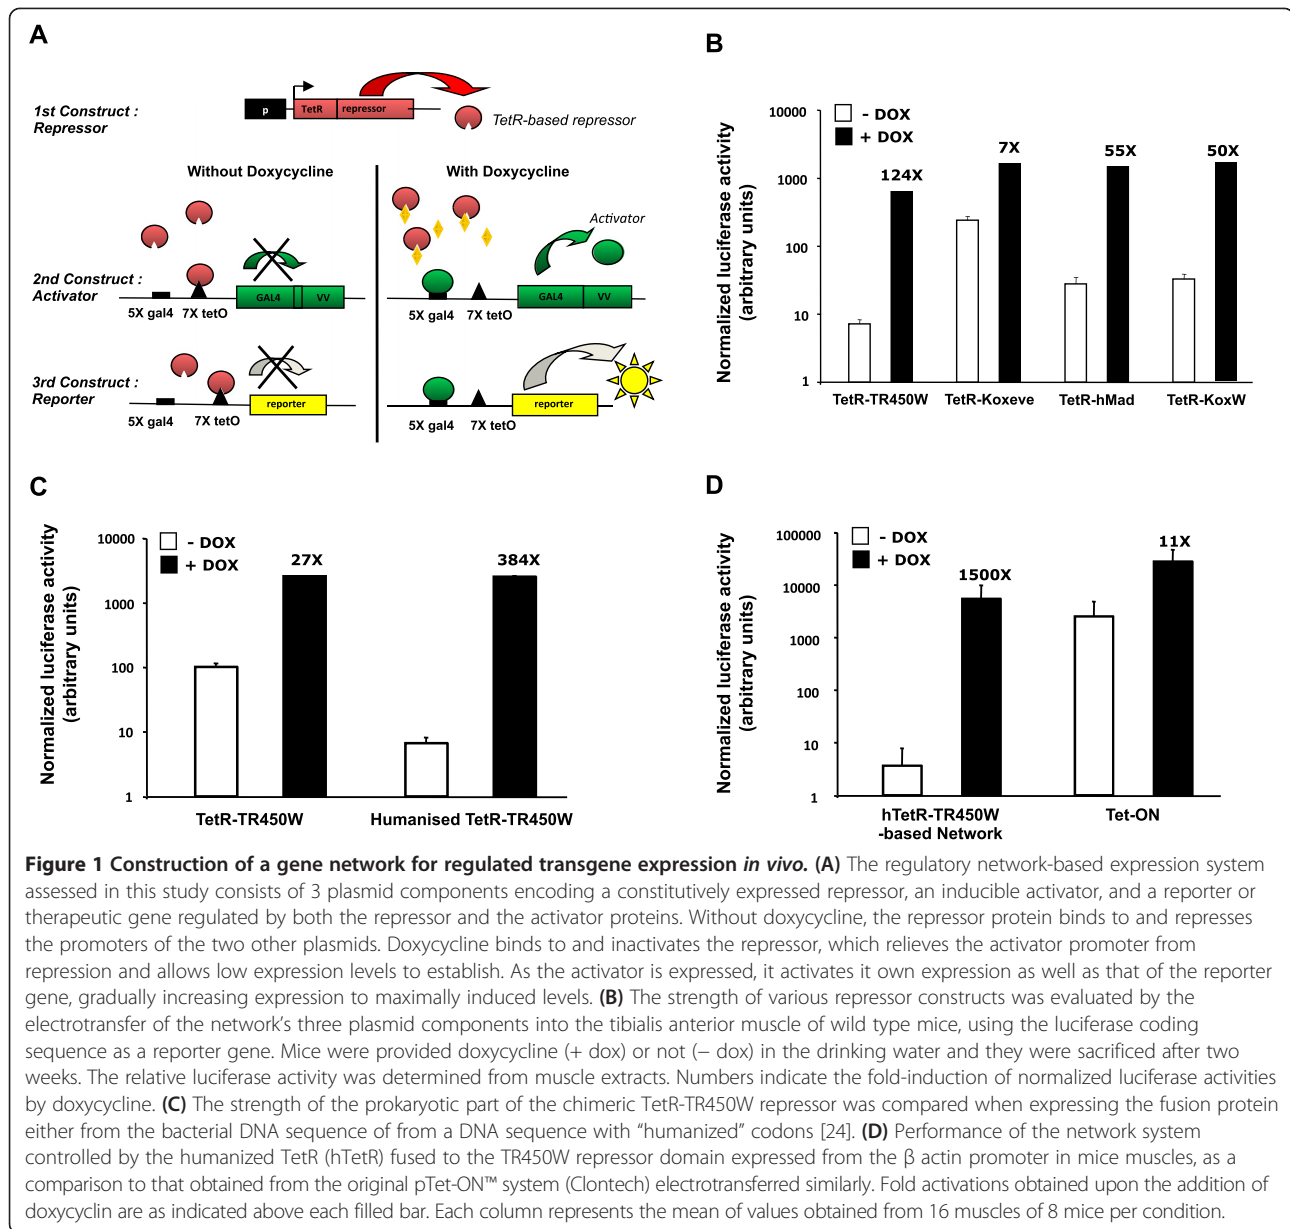 A
1st Construct :
Repressor
p
TetR
repressor
TetR-based repressor
Without Doxycycline
With Doxycycline
Activator
2nd Construct :
Activator
GAL4
VV
5X gal4
7X tetO
GAL4
VV
5X gal4
7X tetO
3rd Construct :
Reporter
reporter
5X gal4
7X tetO
reporter
5X gal4
7X tetO
B
Normalized luciferase activity
(arbitrary units)
10000
1000
100
10
1
- DOX
+ DOX
124X
7X
55X
50X
TetR-TR450W
TetR-Koxeve
TetR-hMad
TetR-KoxW
C
Normalized luciferase activity
(arbitrary units)
10000
1000
100
10
1
- DOX
+ DOX
27X
384X
TetR-TR450W
Humanised TetR-TR450W
D
Normalized luciferase activity
(arbitrary units)
100000
10000
1000
100
10
1
- DOX
+ DOX
1500X
11X
hTetR-TR450W
-based Network
Tet-ON
Figure 1 Construction of a gene network for regulated transgene expression in vivo. (A) The regulatory network-based expression system
assessed in this study consists of 3 plasmid components encoding a constitutively expressed repressor, an inducible activator, and a reporter or
therapeutic gene regulated by both the repressor and the activator proteins. Without doxycycline, the repressor protein binds to and represses
the promoters of the two other plasmids. Doxycycline binds to and inactivates the repressor, which relieves the activator promoter from
repression and allows low expression levels to establish. As the activator is expressed, it activates it own expression as well as that of the reporter
gene, gradually increasing expression to maximally induced levels. (B) The strength of various repressor constructs was evaluated by the
electrotransfer of the network's three plasmid components into the tibialis anterior muscle of wild type mice, using the luciferase coding
sequence as a reporter gene. Mice were provided doxycycline (+ dox) or not (− dox) in the drinking water and they were sacrificed after two
weeks. The relative luciferase activity was determined from muscle extracts. Numbers indicate the fold-induction of normalized luciferase activities
by doxycycline. (C) The strength of the prokaryotic part of the chimeric TetR-TR450W repressor was compared when expressing the fusion protein
either from the bacterial DNA sequence of from a DNA sequence with “humanized” codons [24]. (D) Performance of the network system
controlled by the humanized TetR (hTetR) fused to the TR450W repressor domain expressed from the β actin promoter in mice muscles, as a
comparison to that obtained from the original pTet-ON™ system (Clontech) electrotransferred similarly. Fold activations obtained upon the addition of
doxycyclin are as indicated above each filled bar. Each column represents the mean of values obtained from 16 muscles of 8 mice per condition.